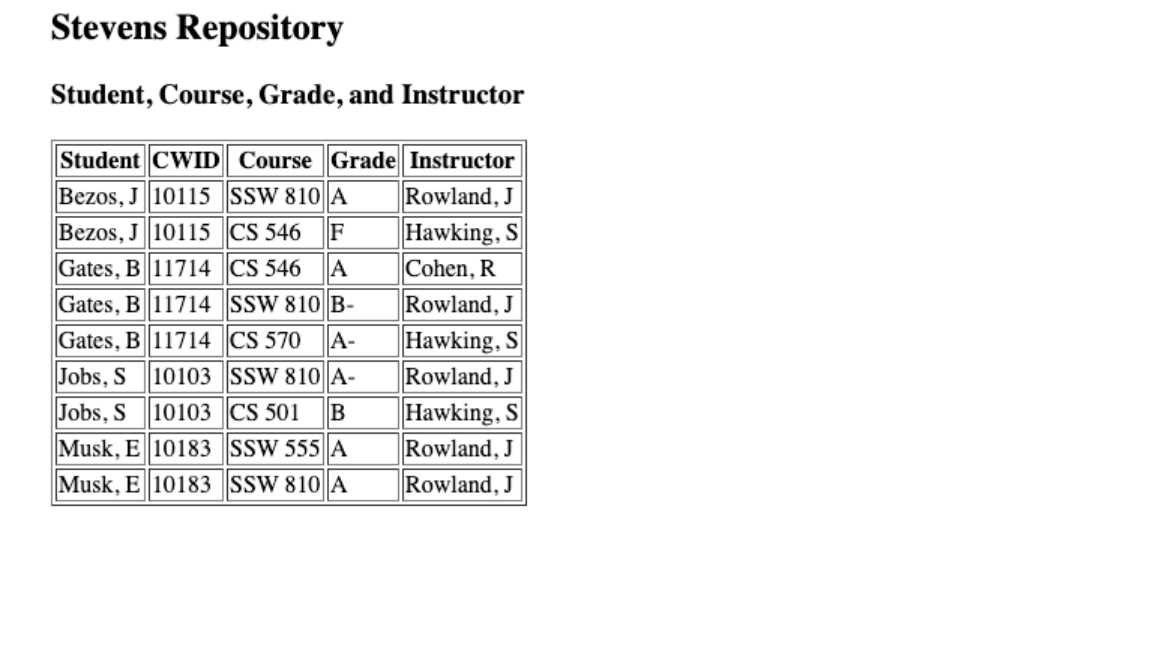 Stevens Repository
Student, Course, Grade, and Instructor
Student CWID Course Grade Instructor
Bezos, J 10115 SSW 810 A Rowland, J
Bezos, J 10115 CS 546 F Hawking, S
Gates, B 11714 CS 546 A Cohen, R
Gates, B 11714 SSW 810 B- Rowland, J
Gates, B 11714 CS 570 A- Hawking, S
Jobs, S 10103 SSW 810 A- Rowland, J
Jobs, S 10103 CS 501 B Hawking, S
Musk, E 10183 SSW 555 A Rowland, J
Musk, E 10183 SSW 810 A Rowland, J